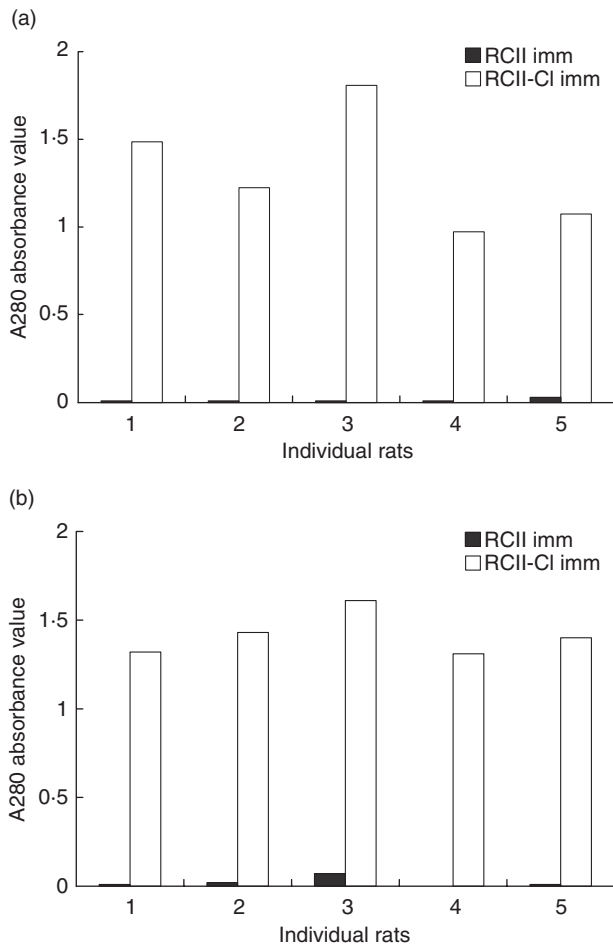 (a)
2
1·5
1
0·5
0
A280 absorbance value
RCII imm
RCII-Cl imm
1 2 3 4 5
Individual rats
(b)
2
1·5
1
0·5
0
A280 absorbance value
RCII imm
RCII-Cl imm
1 2 3 4 5
Individual rats